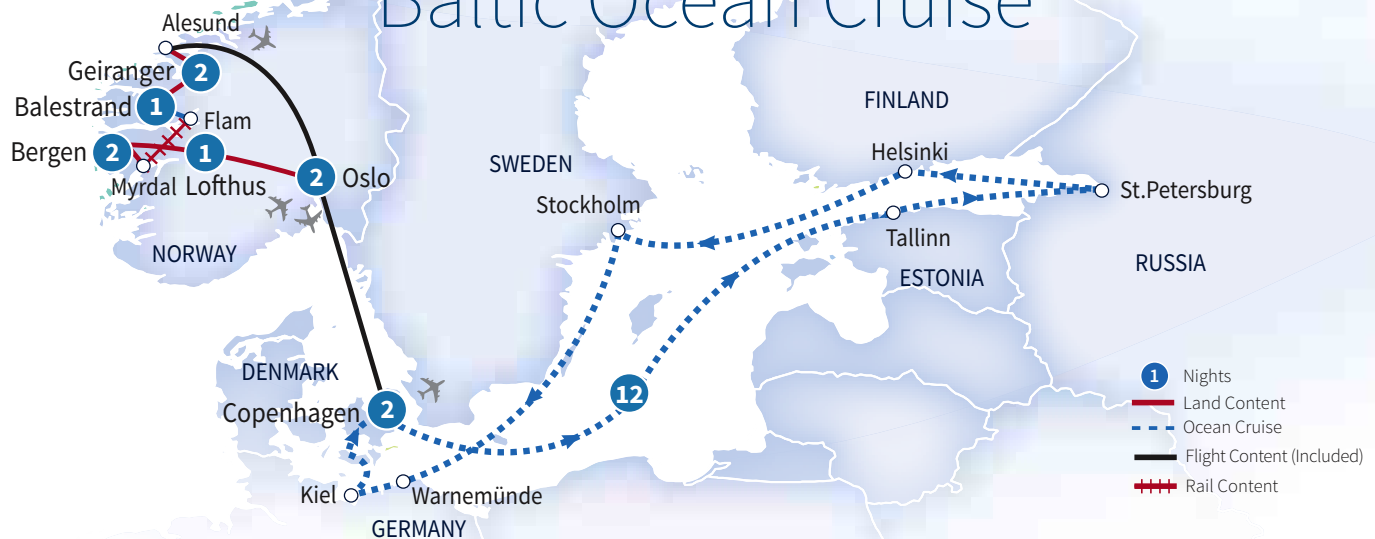 Baltic Ocean Cruise
Alesund
Geiranger 2
Balestrand 1
Flam
Bergen 2
1
Myrdal Lofthus
2 Oslo
NORWAY
SWEDEN
Stockholm
FINLAND
Helsinki
St.Petersburg
Tallinn
ESTONIA
RUSSIA
DENMARK
Copenhagen 2
12
Kiel
Warnemünde
GERMANY
1 Nights
Land Content
Ocean Cruise
Flight Content (Included)
Rail Content